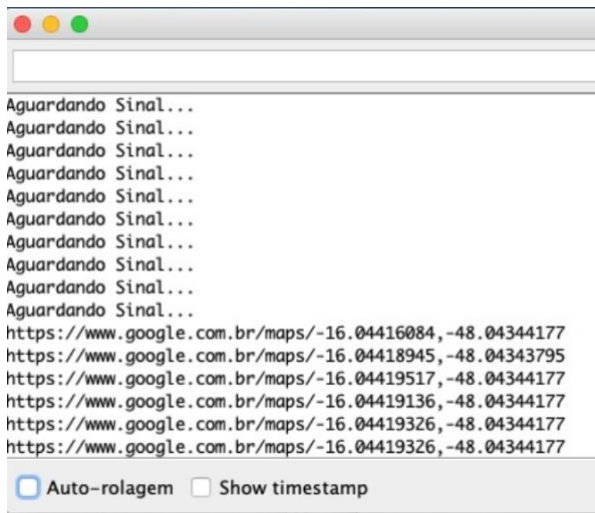 Aguardando Sinal...
Aguardando Sinal...
Aguardando Sinal...
Aguardando Sinal...
Aguardando Sinal...
Aguardando Sinal...
Aguardando Sinal...
Aguardando Sinal...
Aguardando Sinal...
Aguardando Sinal...
https://www.google.com.br/maps/-16.04416084,-48.04344177
https://www.google.com.br/maps/-16.04418945,-48.04343795
https://www.google.com.br/maps/-16.04419517,-48.04344177
https://www.google.com.br/maps/-16.04419136,-48.04344177
https://www.google.com.br/maps/-16.04419326,-48.04344177
https://www.google.com.br/maps/-16.04419326,-48.04344177
Auto-rolagem Show timestamp